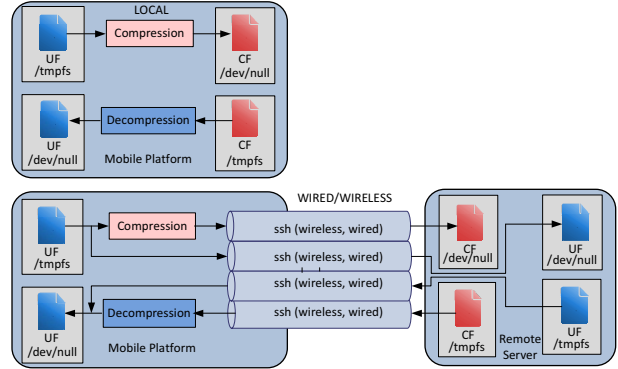 LOCAL
UF
/tmpfs
Compression
CF
/dev/null
UF
/dev/null
Decompression
CF
/tmpfs
Mobile Platform
WIRED/WIRELESS
UF
/tmpfs
Compression
ssh (wireless, wired)
CF
/dev/null
UF
/dev/null
ssh (wireless, wired)
ssh (wireless, wired)
UF
/dev/null
Decompression
ssh (wireless, wired)
CF
/tmpfs
UF
/tmpfs
Mobile Platform
Remote
Server